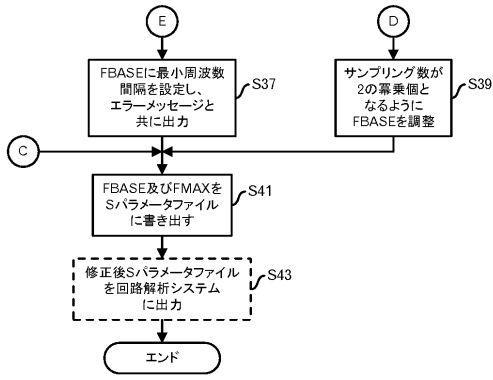 E
D
FBASEに最小周波数
間隔を設定し、
エラーメッセージと
共に出力
S37
サンプリング数が
2の冪乗個と
なるように
FBASEを調整
S39
C
FBASE及びFMAXを
Sパラメータファイル
に書き出す
S41
修正後Sパラメータファイル
を回路解析システム
に出力
S43
エンド